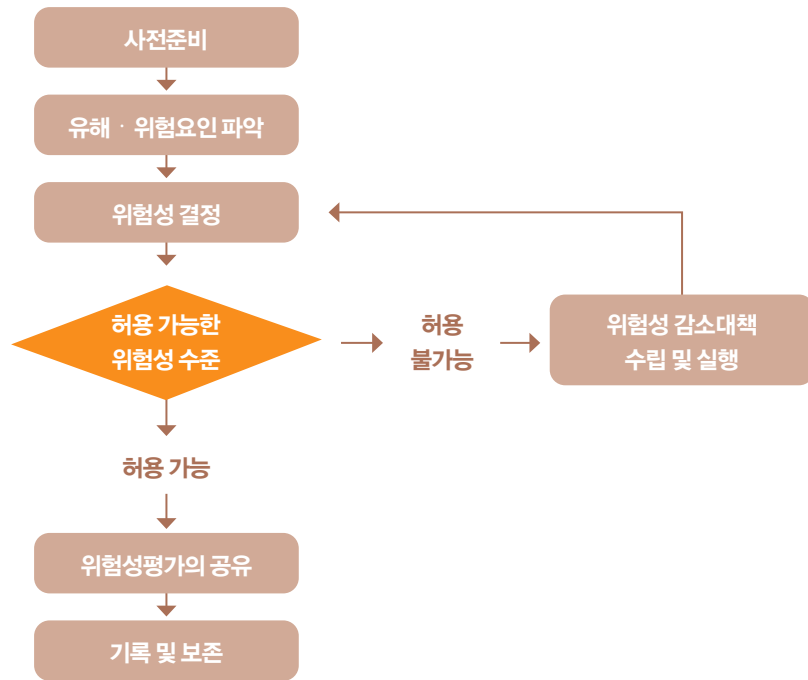 사전준비
유해 · 위험요인 파악
위험성 결정
허용 가능한
위험성 수준
허용
불가능
위험성 감소대책
수립 및 실행
허용 가능
위험성평가의 공유
기록 및 보존